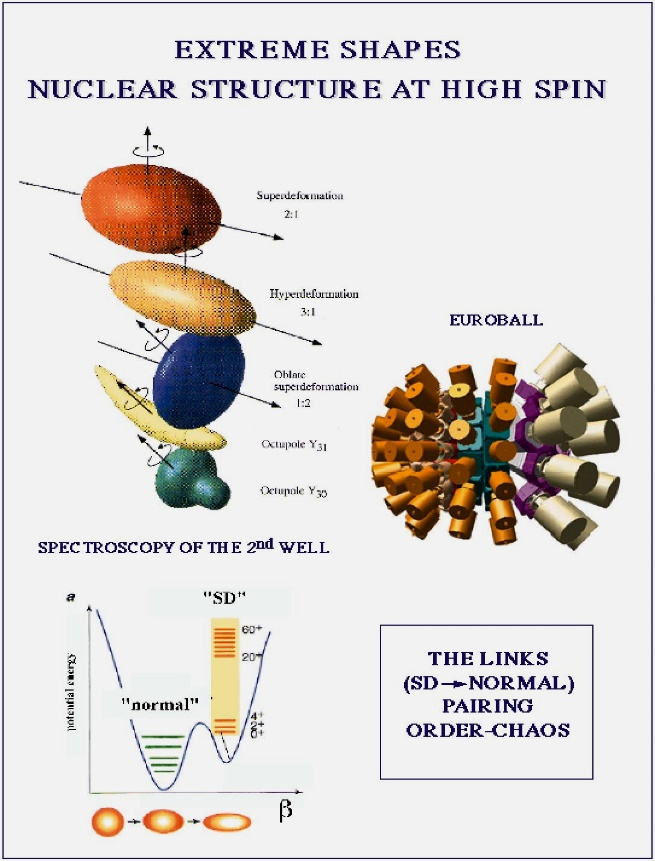 EXTREME SHAPES
NUCLEAR STRUCTURE AT HIGH SPIN
Superdeformation
2:1
Hyperdeformation
3:1
Oblate
superdeformation
1:2
Octupole Y31
Octupole Y30
EUROBALL
SPECTROSCOPY OF THE 2nd WELL
a
"SD"
60+
20+
4+
2+
0+
"normal"
potential energy
β
THE LINKS
(SD→NORMAL)
PAIRING
ORDER-CHAOS